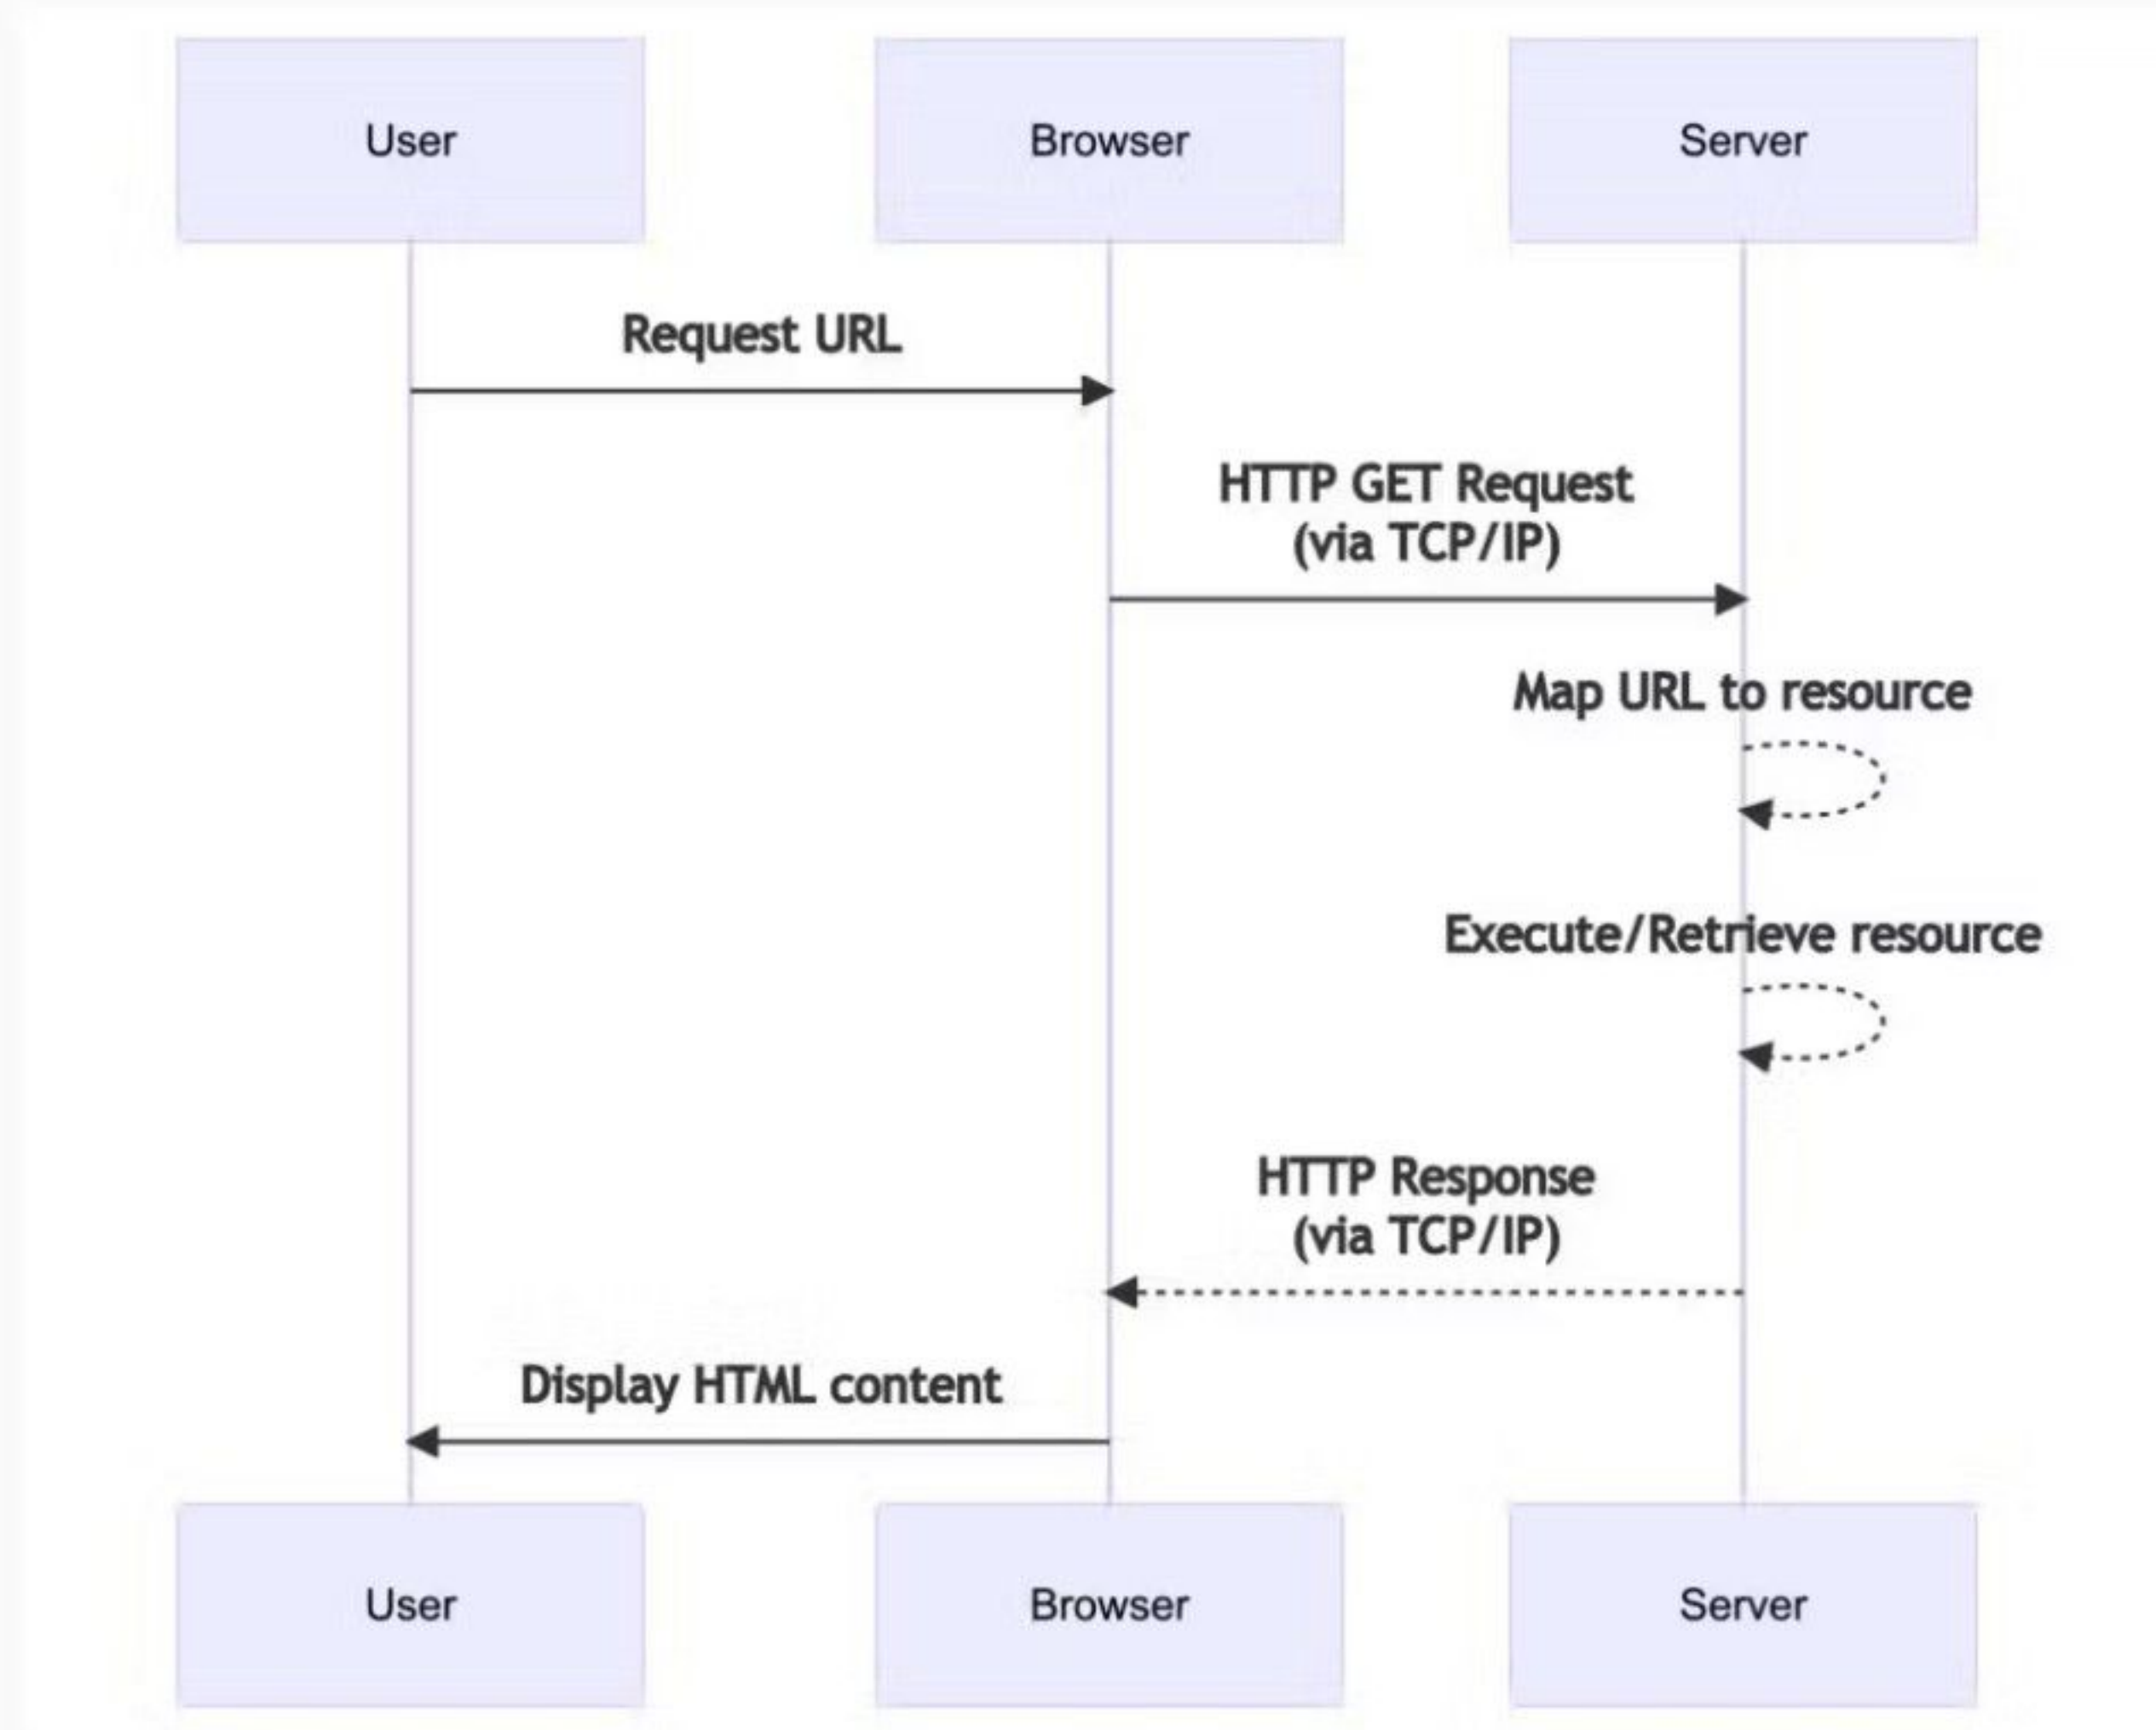 User
Browser
Server
Request URL
HTTP GET Request
(via TCP/IP)
Map URL to resource
Execute/Retrieve resource
HTTP Response
(via TCP/IP)
Display HTML content
User
Browser
Server